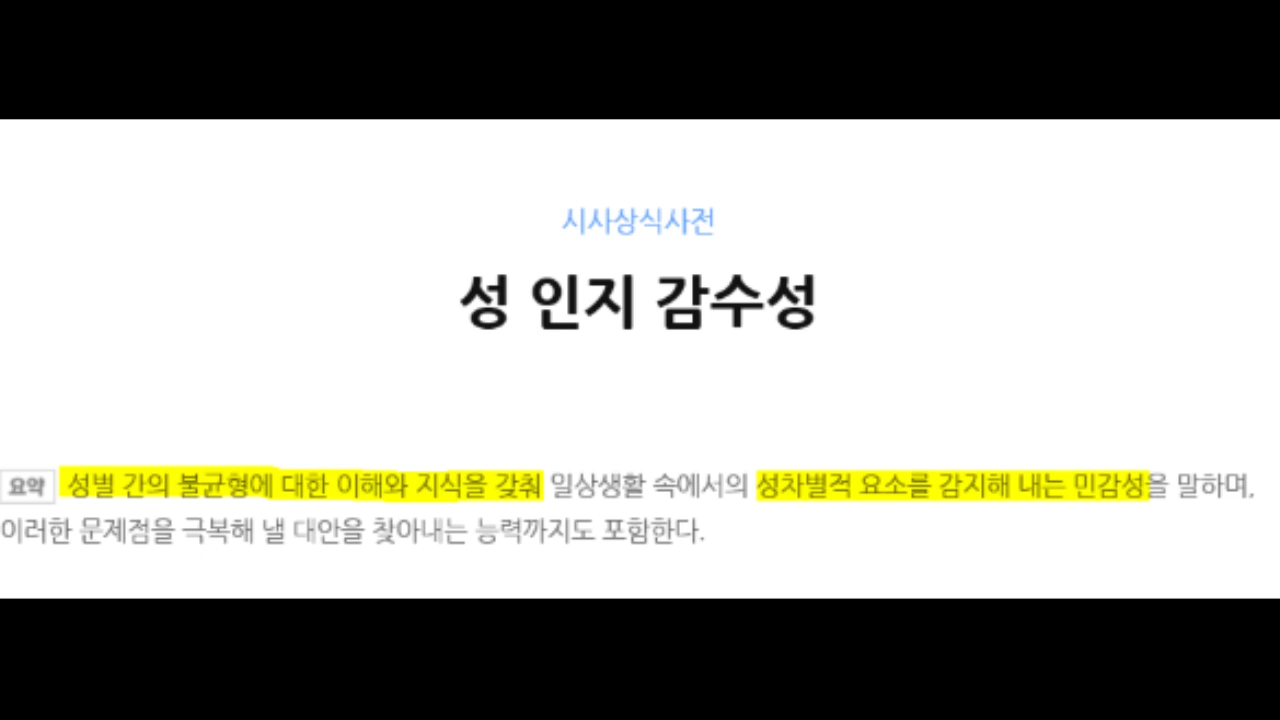 시사상식사전
성 인지 감수성
요약 성별 간의 불균형에 대한 이해와 지식을 갖춰 일상생활 속에서의 성차별적 요소를 감지해 내는 민감성을 말하며,
이러한 문제점을 극복해 낼 대안을 찾아내는 능력까지도 포함한다.